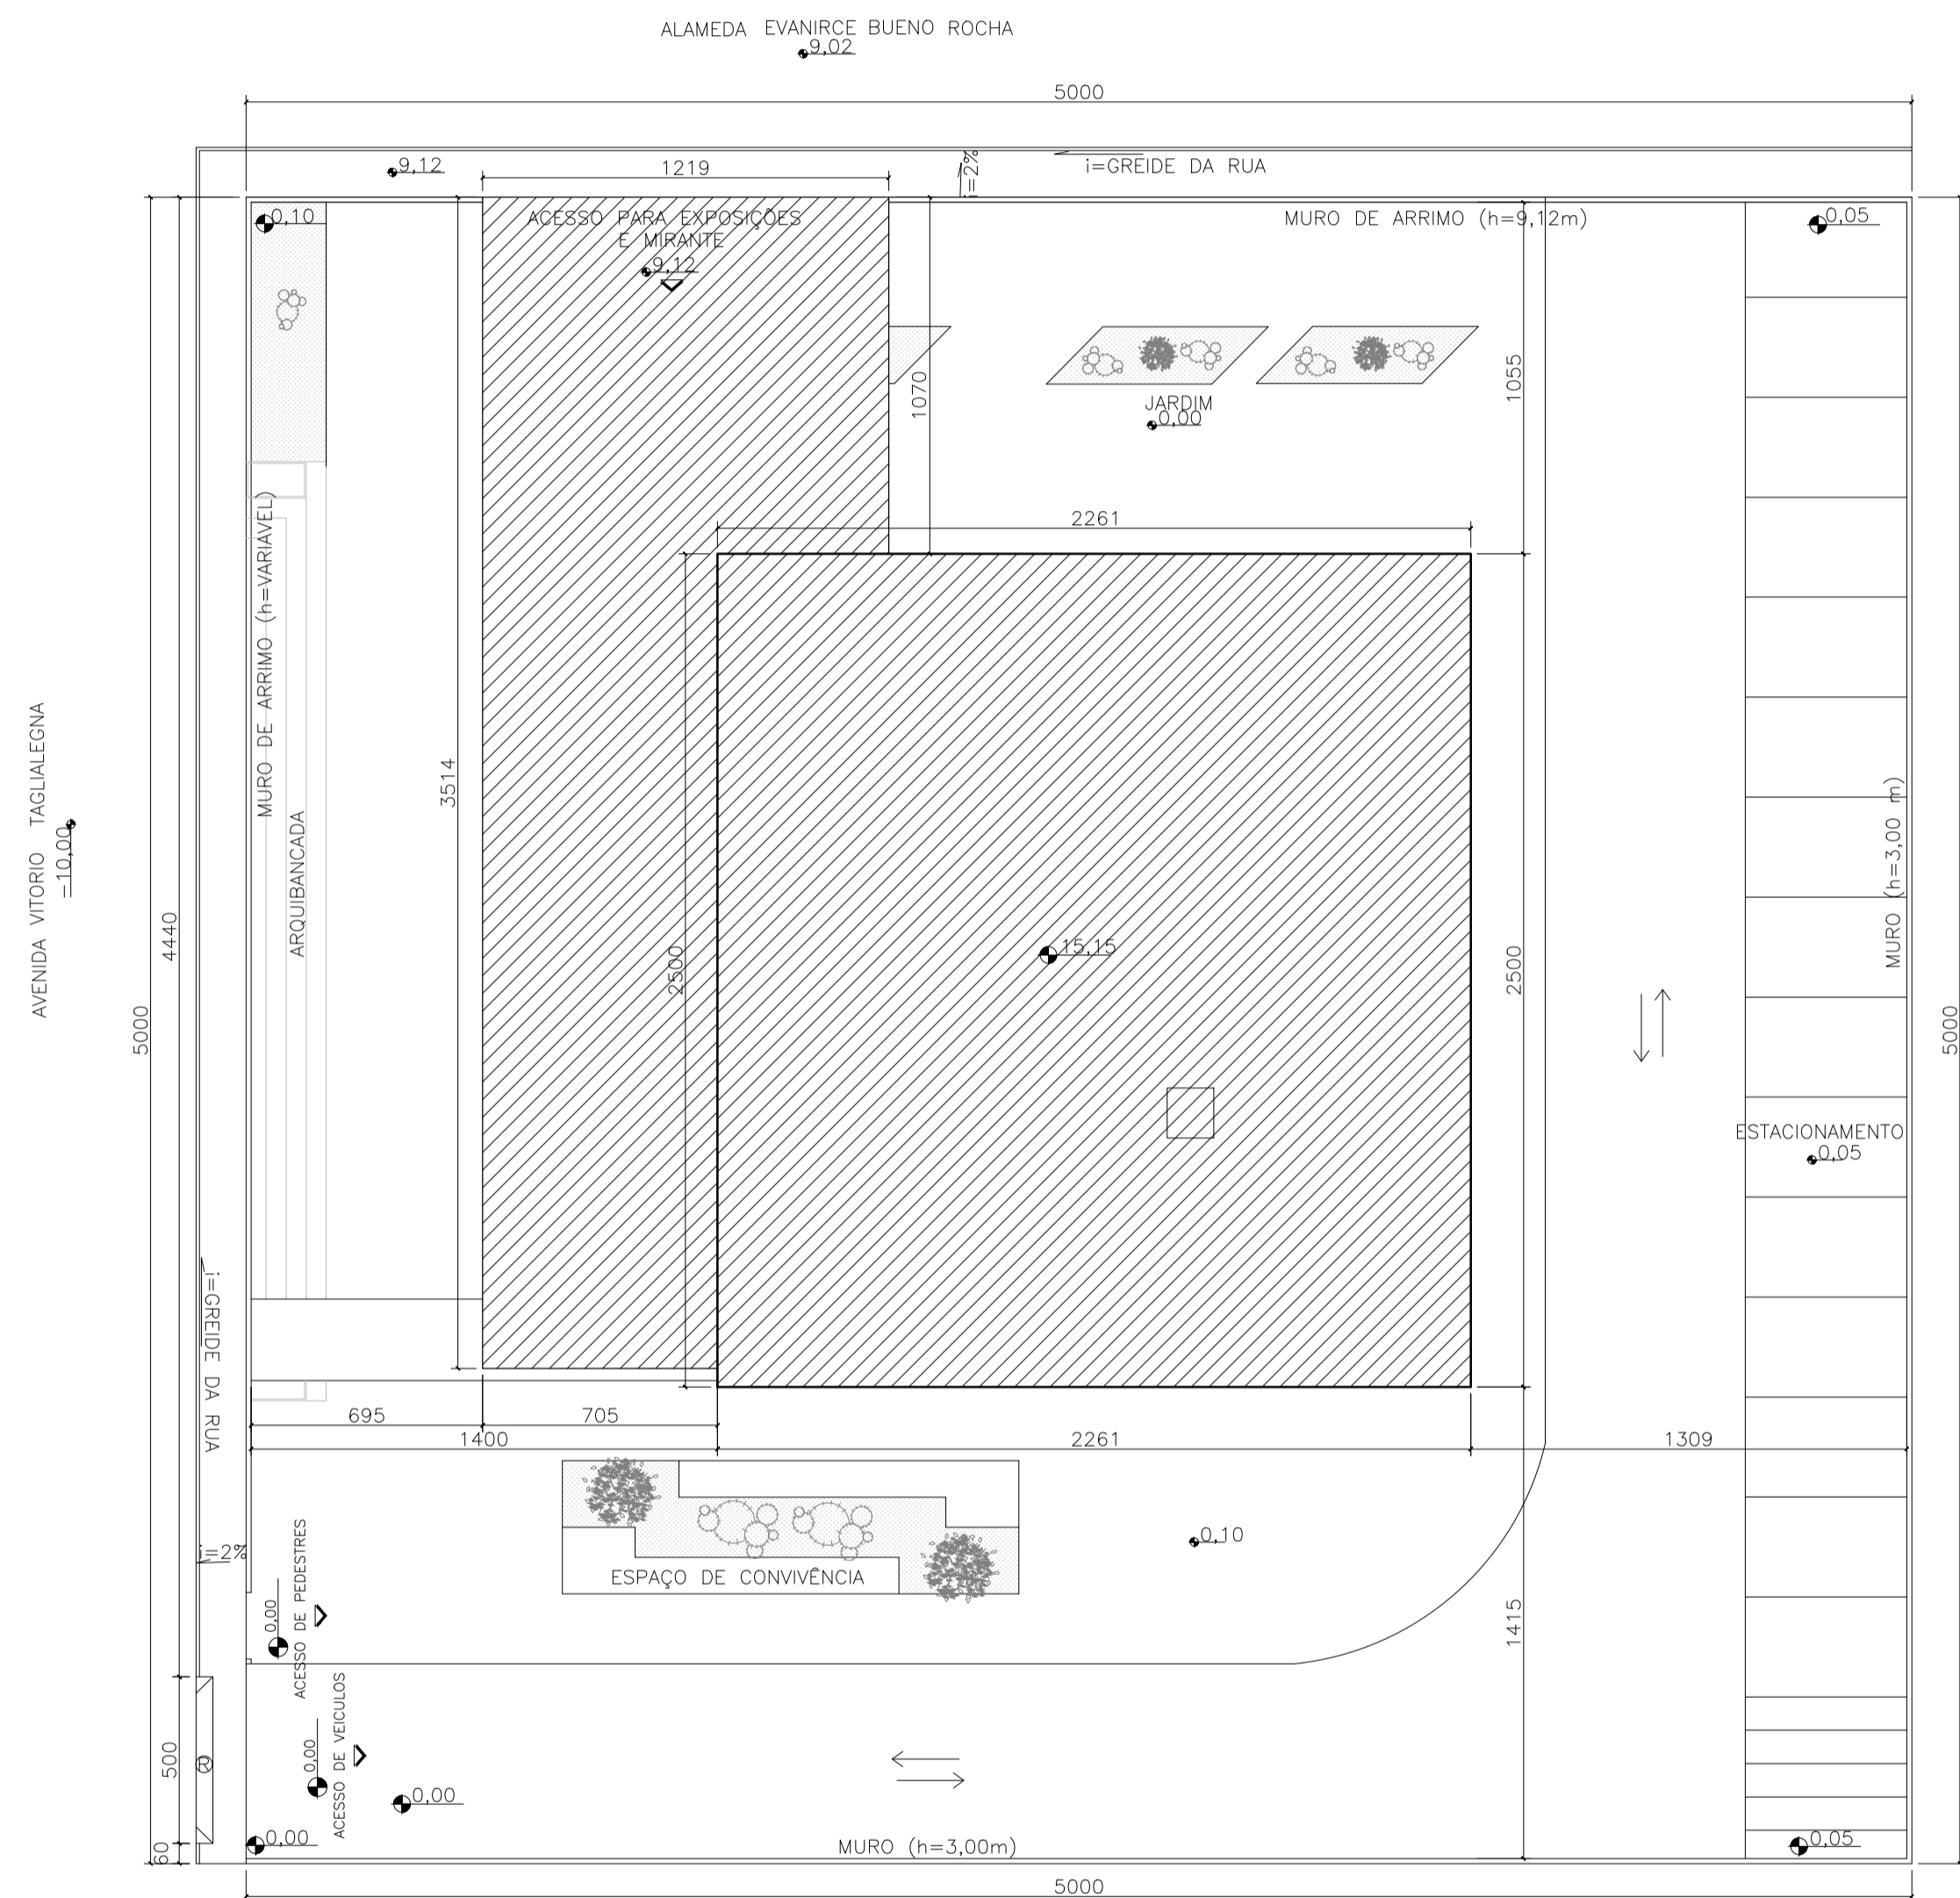 ALAMEDA EVANIRCE BUENO ROCHA
9,02
5000
9,12
1219
i=2%
i=GREIDE DA RUA
0,10
ACESSO PARA EXPOSIÇÕES
E MIRANTE
9,12
MURO DE ARRIMO (h=9,12m)
0,05
1070
1055
JARDIM
0,00
2261
MURO DE ARRIMO (h=VARIAVEL)
ARQUIBANCADA
3514
AVENIDA VITORIO TAGLIALEGNA
-10,00
4440
5000
2500
15,15
2500
MURO (h=3,00 m)
5000
ESTACIONAMENTO
0,05
i=GREIDE DA RUA
695
705
1400
2261
1309
i=2%
ESPAÇO DE CONVIVÊNCIA
0,10
1415
0,00
ACESSO DE PEDESTRES
0,00
ACESSO DE VEICULOS
500
R
0,00
0,00
60
MURO (h=3,00m)
0,05
5000